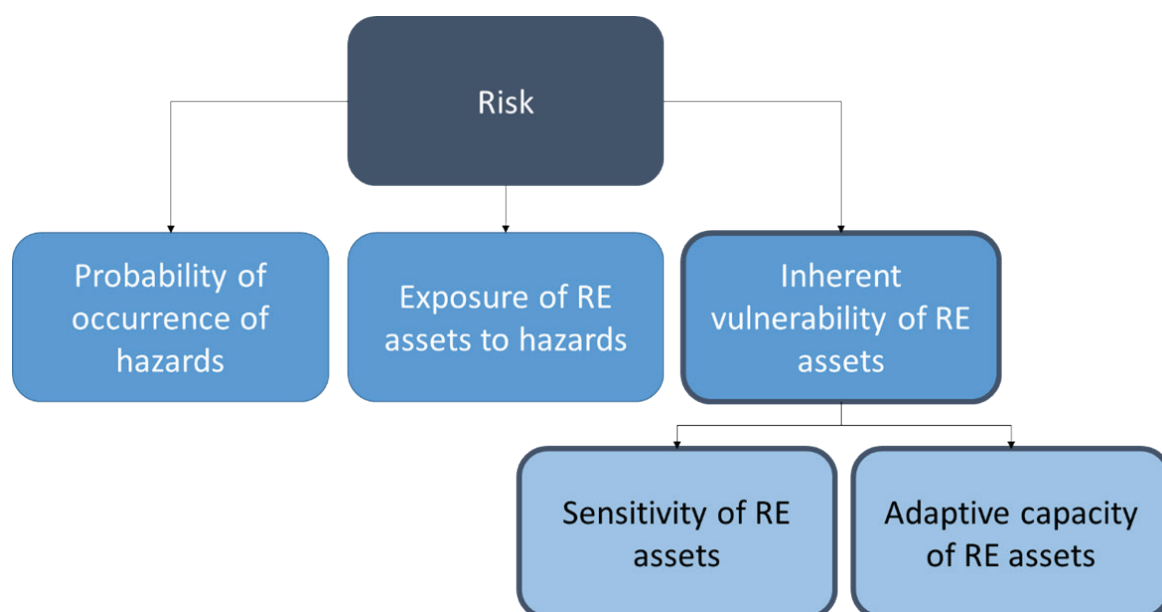 Risk
Probability of
occurrence of
hazards
Exposure of RE
assets to hazards
Inherent
vulnerability of RE
assets
Sensitivity of RE
assets
Adaptive capacity
of RE assets